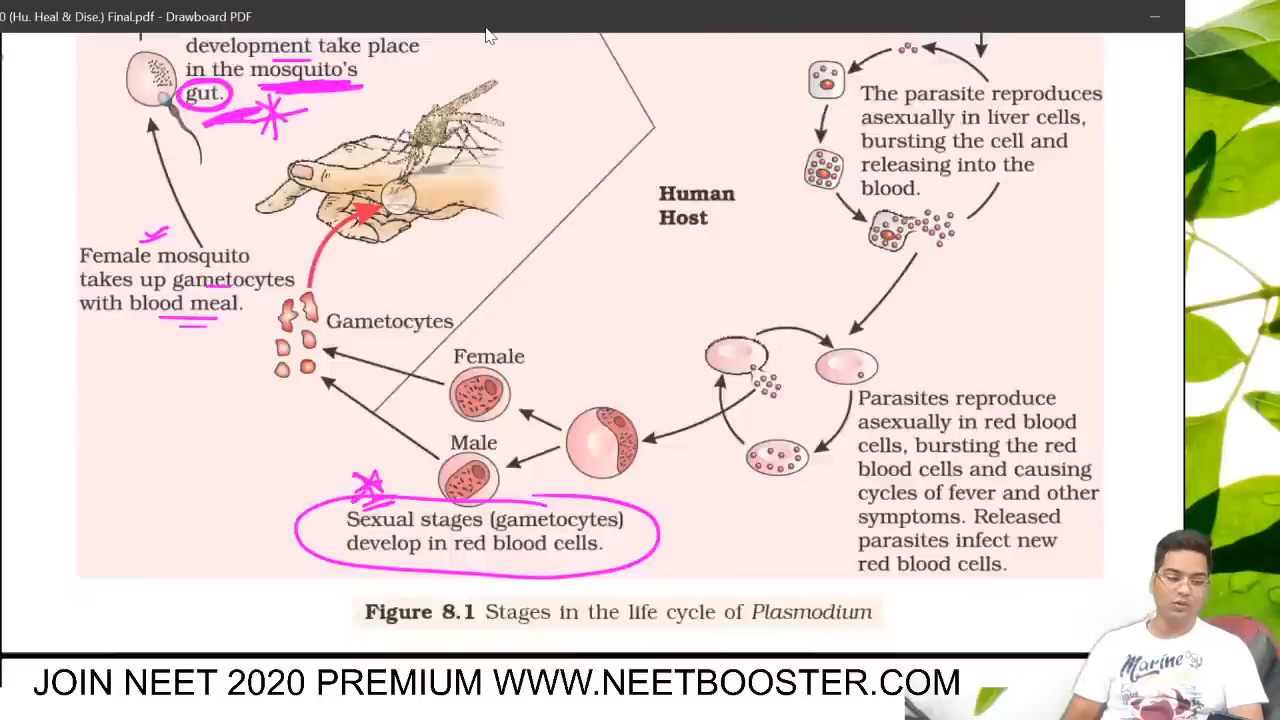 0 (Hu. Heal & Dise.) Final.pdf - Drawboard PDF
development take place
in the mosquito's
gut.
The parasite reproduces
asexually in liver cells,
bursting the cell and
releasing into the
blood.
Human
Host
Female mosquito
takes up gametocytes
with blood meal.
Gametocytes
Female
Male
Parasites reproduce
asexually in red blood
cells, bursting the red
blood cells and causing
cycles of fever and other
symptoms. Released
parasites infect new
red blood cells.
Sexual stages (gametocytes)
develop in red blood cells.
Figure 8.1 Stages in the life cycle of Plasmodium
JOIN NEET 2020 PREMIUM WWW.NEETBOOSTER.COM
Marine